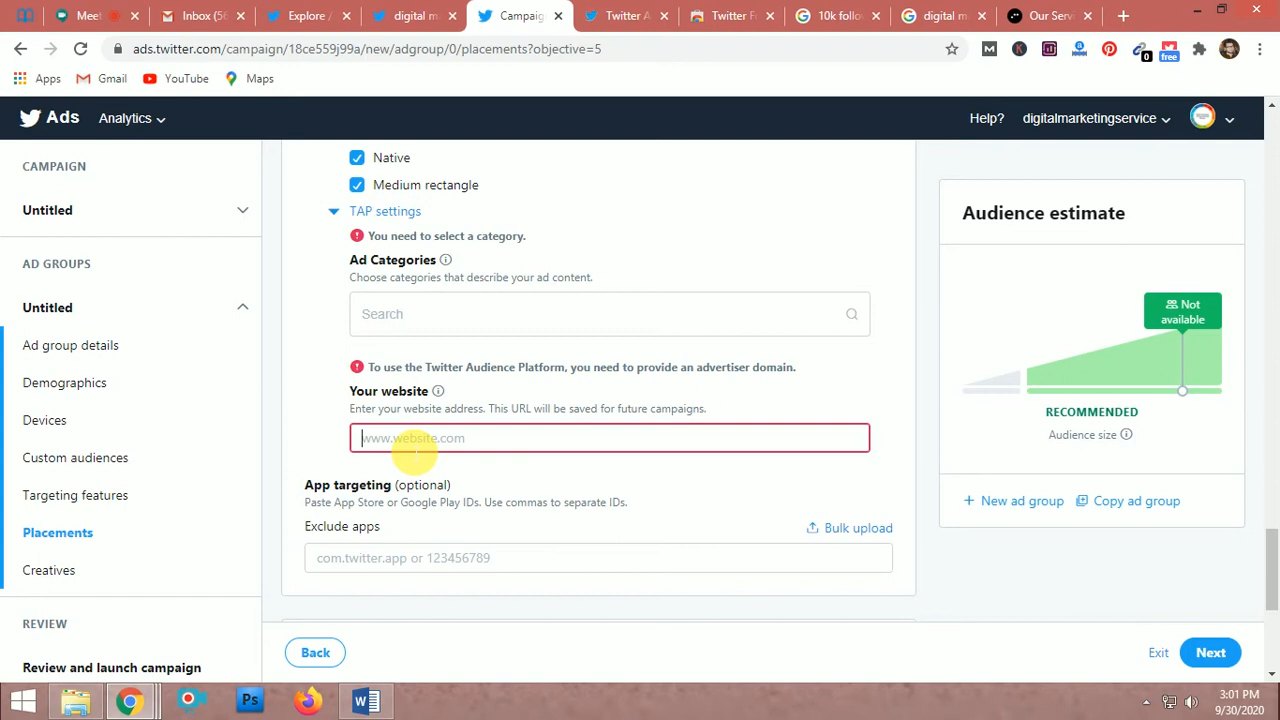 Meet
Inbox (56
Explore /
digital m
Campaig
Twitter A
Twitter Fo
10k follo
digital m
Our Servi
ads.twitter.com/campaign/18ce559j99a/new/adgroup/0/placements?objective=5
0
free
Apps
Gmail
YouTube
Maps
Ads
Analytics
Help?
digitalmarketingservice
CAMPAIGN
Untitled
AD GROUPS
Untitled
Ad group details
Demographics
Devices
Custom audiences
Targeting features
Placements
Creatives
REVIEW
Review and launch campaign
Native
Medium rectangle
TAP settings
You need to select a category.
Ad Categories
Choose categories that describe your ad content.
Search
To use the Twitter Audience Platform, you need to provide an advertiser domain.
Your website
Enter your website address. This URL will be saved for future campaigns.
www.website.com
App targeting (optional)
Paste App Store or Google Play IDs. Use commas to separate IDs.
Exclude apps
Bulk upload
com.twitter.app or 123456789
Back
Exit
Next
Audience estimate
Not
available
RECOMMENDED
Audience size
New ad group
Copy ad group
Ps
3:01 PM
9/30/2020